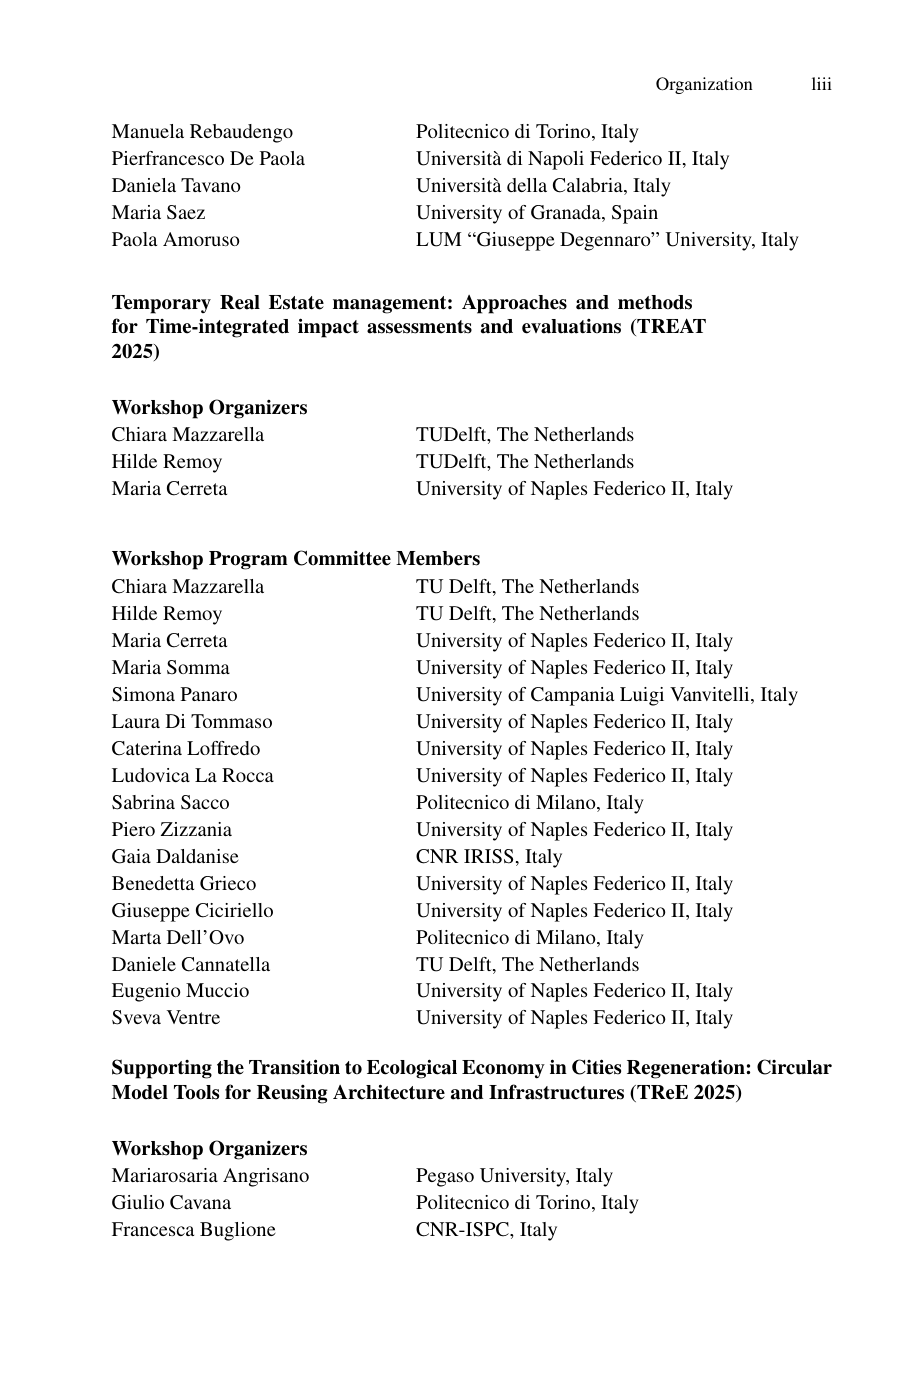 Organization liii
Manuela Rebaudengo Politecnico di Torino, Italy
Pierfrancesco De Paola Università di Napoli Federico II, Italy
Daniela Tavano Università della Calabria, Italy
Maria Saez University of Granada, Spain
Paola Amoruso LUM “Giuseppe Degennaro” University, Italy
Temporary Real Estate management: Approaches and methods
for Time-integrated impact assessments and evaluations (TREAT
2025)
Workshop Organizers
Chiara Mazzarella TUDelft, The Netherlands
Hilde Remoy TUDelft, The Netherlands
Maria Cerreta University of Naples Federico II, Italy
Workshop Program Committee Members
Chiara Mazzarella TU Delft, The Netherlands
Hilde Remoy TU Delft, The Netherlands
Maria Cerreta University of Naples Federico II, Italy
Maria Somma University of Naples Federico II, Italy
Simona Panaro University of Campania Luigi Vanvitelli, Italy
Laura Di Tommaso University of Naples Federico II, Italy
Caterina Loffredo University of Naples Federico II, Italy
Ludovica La Rocca University of Naples Federico II, Italy
Sabrina Sacco Politecnico di Milano, Italy
Piero Zizzania University of Naples Federico II, Italy
Gaia Daldanise CNR IRISS, Italy
Benedetta Grieco University of Naples Federico II, Italy
Giuseppe Ciciriello University of Naples Federico II, Italy
Marta Dell’Ovo Politecnico di Milano, Italy
Daniele Cannatella TU Delft, The Netherlands
Eugenio Muccio University of Naples Federico II, Italy
Sveva Ventre University of Naples Federico II, Italy
Supporting the Transition to Ecological Economy in Cities Regeneration: Circular
Model Tools for Reusing Architecture and Infrastructures (TReE 2025)
Workshop Organizers
Mariarosaria Angrisano Pegaso University, Italy
Giulio Cavana Politecnico di Torino, Italy
Francesca Buglione CNR-ISPC, Italy